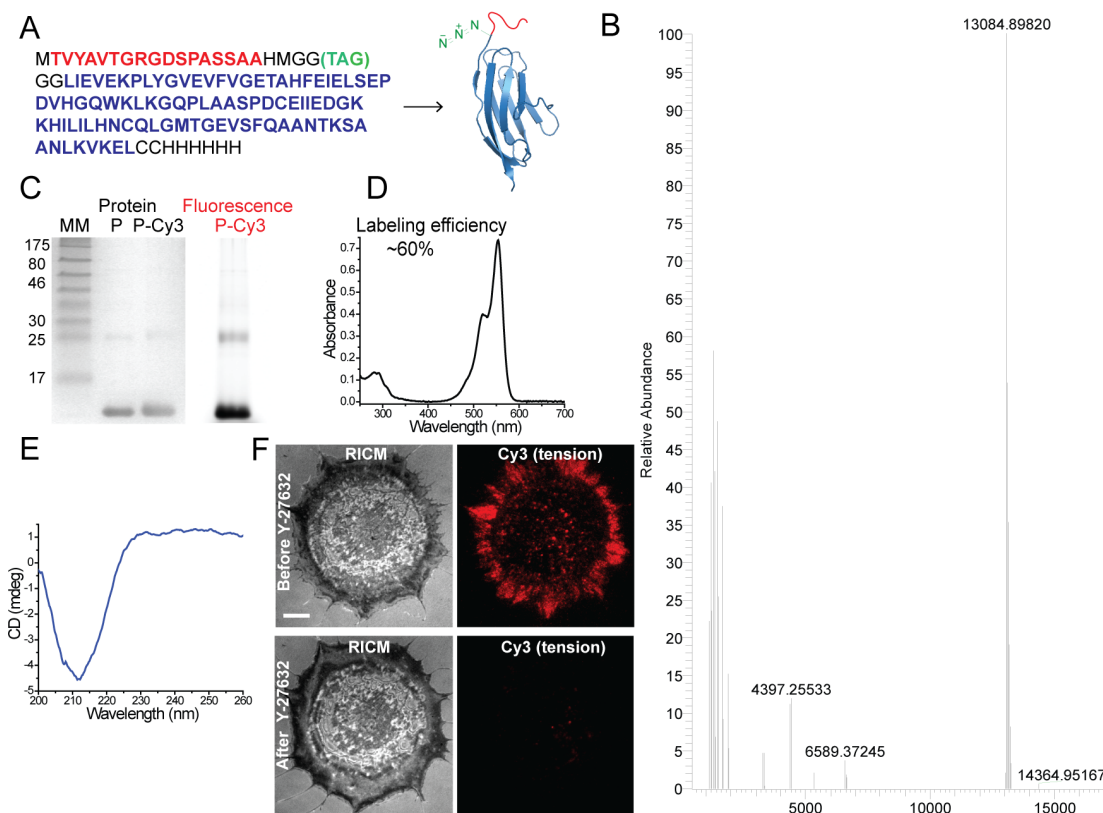 A
MTVYAVTGRGDSPASSAAHMGG(TAG)
GGLIEVEKPLYGVEVFVGETAHFEIELSEP
DVHGQWKLKGQPLAASPDCEIIEDGK
KHILILHNCQLGMTGEVSFQAANTKSA
ANLKVKELCCHHHHHH
N N N
− +
B
13084.89820
100
95
90
85
80
75
70
65
60
55
50
45
40
35
30
25
20
15
10
5
0
Relative Abundance
4397.25533
6589.37245
14364.95167
5000
10000
15000
C
Protein
Fluorescence
MM P P-Cy3
P-Cy3
175
80
46
30
25
17
D
Labeling efficiency
~60%
Absorbance
0.7
0.6
0.5
0.4
0.3
0.2
0.1
0.0
300 400 500 600 700
Wavelength (nm)
E
CD (mdeg)
1
0
-1
-2
-3
-4
-5
200 210 220 230 240 250 260
Wavelength (nm)
F
RICM
Cy3 (tension)
Before Y-27632
RICM
Cy3 (tension)
After Y-27632